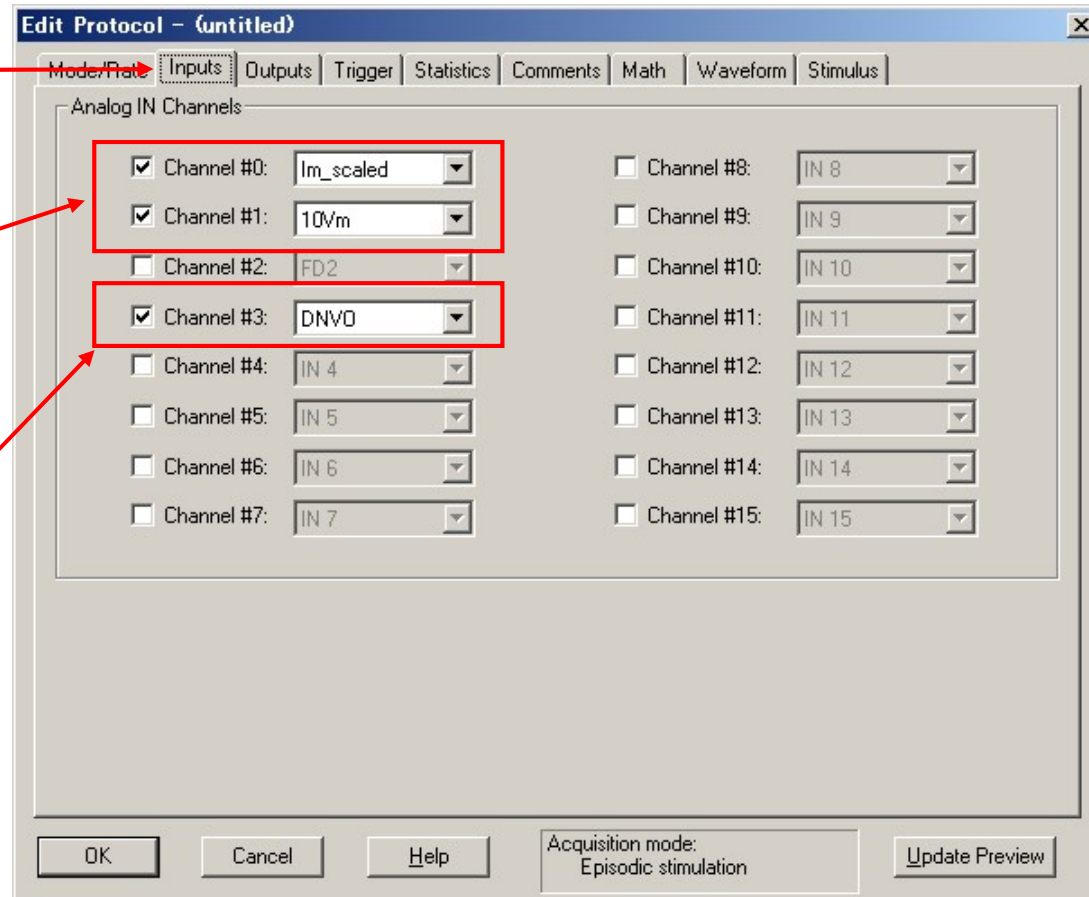 Edit Protocol - (untitled)
Mode/Rate Inputs Outputs Trigger Statistics Comments Math Waveform Stimulus
Analog IN Channels
Channel #0: Im_scaled
Channel #1: 10Vm
Channel #2: FD2
Channel #3: DNVO
Channel #4: IN 4
Channel #5: IN 5
Channel #6: IN 6
Channel #7: IN 7
Channel #8: IN 8
Channel #9: IN 9
Channel #10: IN 10
Channel #11: IN 11
Channel #12: IN 12
Channel #13: IN 13
Channel #14: IN 14
Channel #15: IN 15
OK Cancel Help
Acquisition mode:
Episodic stimulation
Update Preview